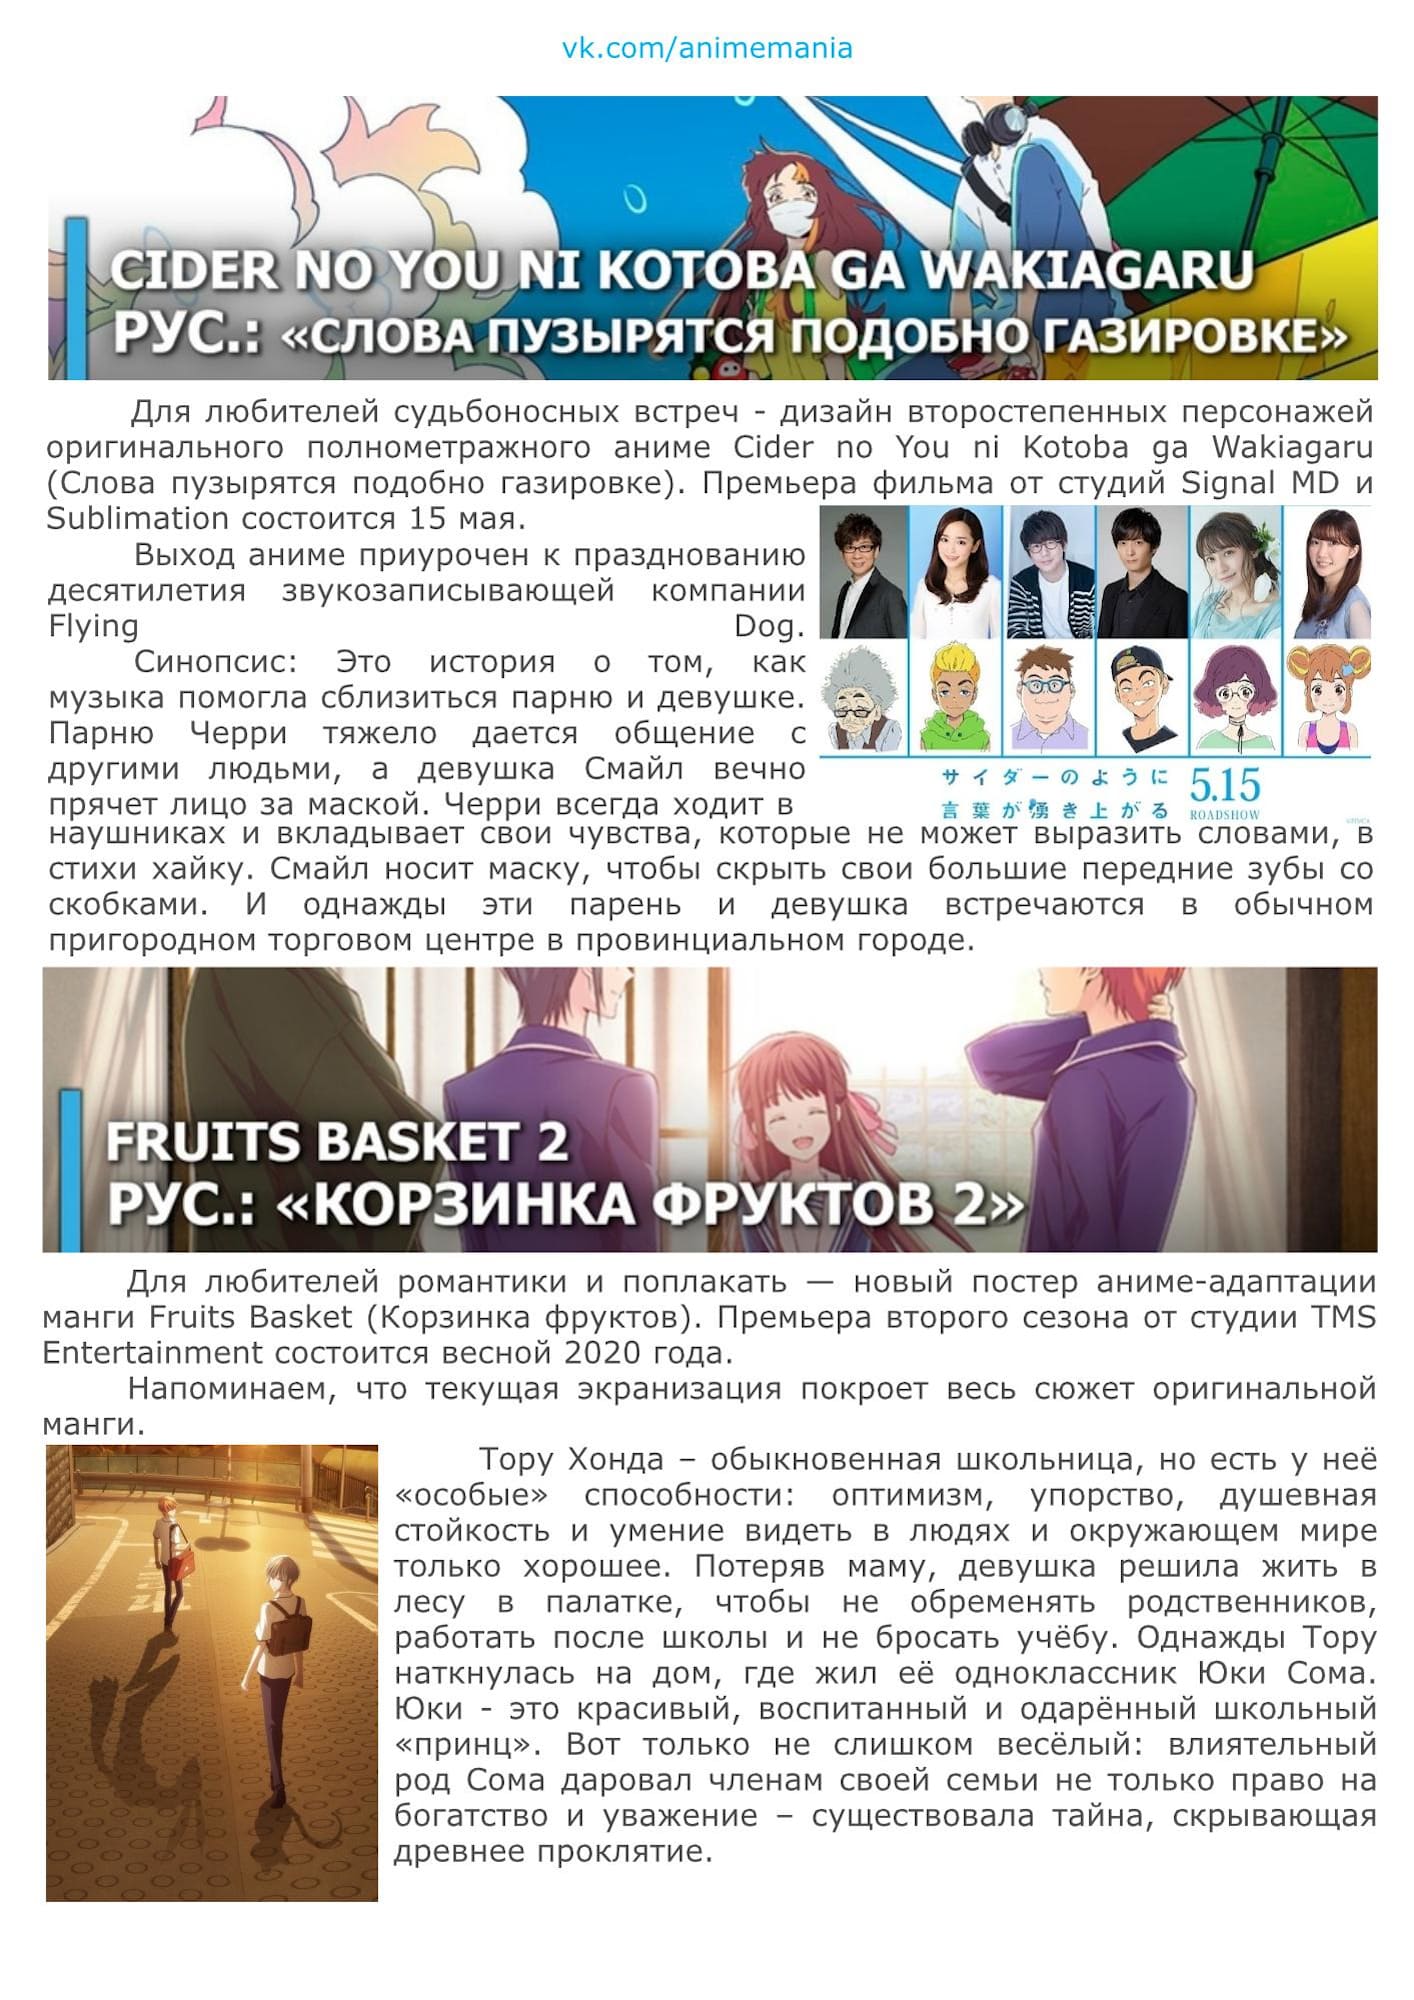 vk.com/animemania
CIDER NO YOU NI KOTOBA GA WAKIAGARU
РУС.: «СЛОВА ПУЗЫРЯТСЯ ПОДОБНО ГАЗИРОВКЕ»
Для любителей судьбоносных встреч - дизайн второстепенных персонажей
оригинального полнометражного аниме Cider no You ni Kotoba ga Wakiagaru
(Слова пузырятся подобно газировке). Премьера фильма от студий Signal MD и
Sublimation состоится 15 мая.
Выход аниме приурочен к празднованию
десятилетия звукозаписывающей компании
Flying Dog.
Синопсис: Это история о том, как
музыка помогла сблизиться парню и девушке.
Парню Черри тяжело дается общение с
другими людьми, а девушка Смайл вечно
прячет лицо за маской. Черри всегда ходит в
サイダーのように
言葉が湧き上がる
5.15
ROADSHOW
наушниках и вкладывает свои чувства, которые не может выразить словами, в
стихи хайку. Смайл носит маску, чтобы скрыть свои большие передние зубы со
скобками. И однажды эти парень и девушка встречаются в обычном
пригородном торговом центре в провинциальном городе.
FRUITS BASKET 2
РУС.: «КОРЗИНКА ФРУКТОВ 2»
Для любителей романтики и поплакать — новый постер аниме-адаптации
манги Fruits Basket (Корзинка фруктов). Премьера второго сезона от студии TMS
Entertainment состоится весной 2020 года.
Напоминаем, что текущая экранизация покроет весь сюжет оригинальной
манги.
Тору Хонда – обыкновенная школьница, но есть у неё
«особые» способности: оптимизм, упорство, душевная
стойкость и умение видеть в людях и окружающем мире
только хорошее. Потеряв маму, девушка решила жить в
лесу в палатке, чтобы не обременять родственников,
работать после школы и не бросать учёбу. Однажды Тору
наткнулась на дом, где жил её одноклассник Юки Сома.
Юки - это красивый, воспитанный и одарённый школьный
«принц». Вот только не слишком весёлый: влиятельный
род Сома даровал членам своей семьи не только право на
богатство и уважение – существовала тайна, скрывающая
древнее проклятие.